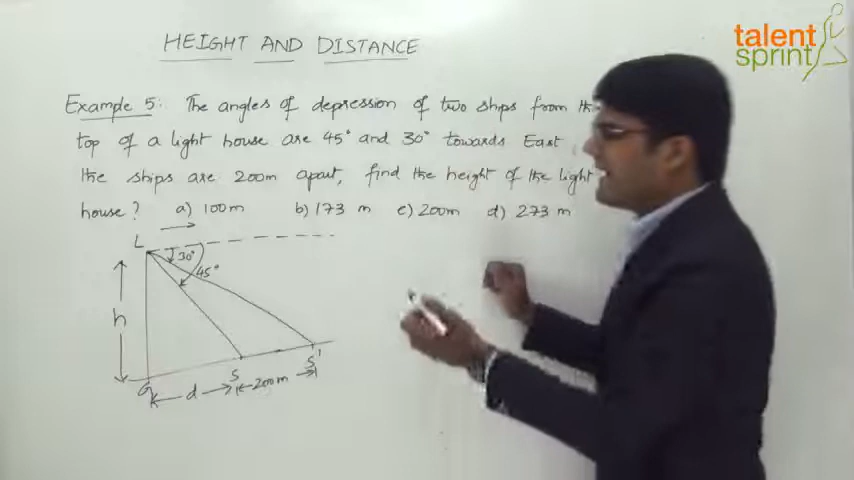 HEIGHT AND DISTANCE
talent
sprint
Example 5: The angles of depression of two ships from the
top of a light house are 45° and 30° towards East
the ships are 200m apart, find the height of the light
house? a) 100m b) 173 m c) 200m d) 273 m
L
30°
45°
h
G d S 200m S'